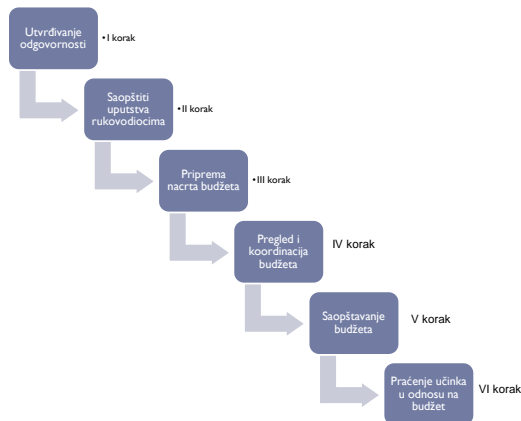 Utvrđivanje
odgovornosti
•I korak
Saopštiti
uputstva
rukovodiocima
•II korak
Priprema
nacrta budžeta
•III korak
Pregled i
koordinacija
budžeta
IV korak
Saopštavanje
budžeta
V korak
Praćenje učinka
u odnosu na
budžet
VI korak